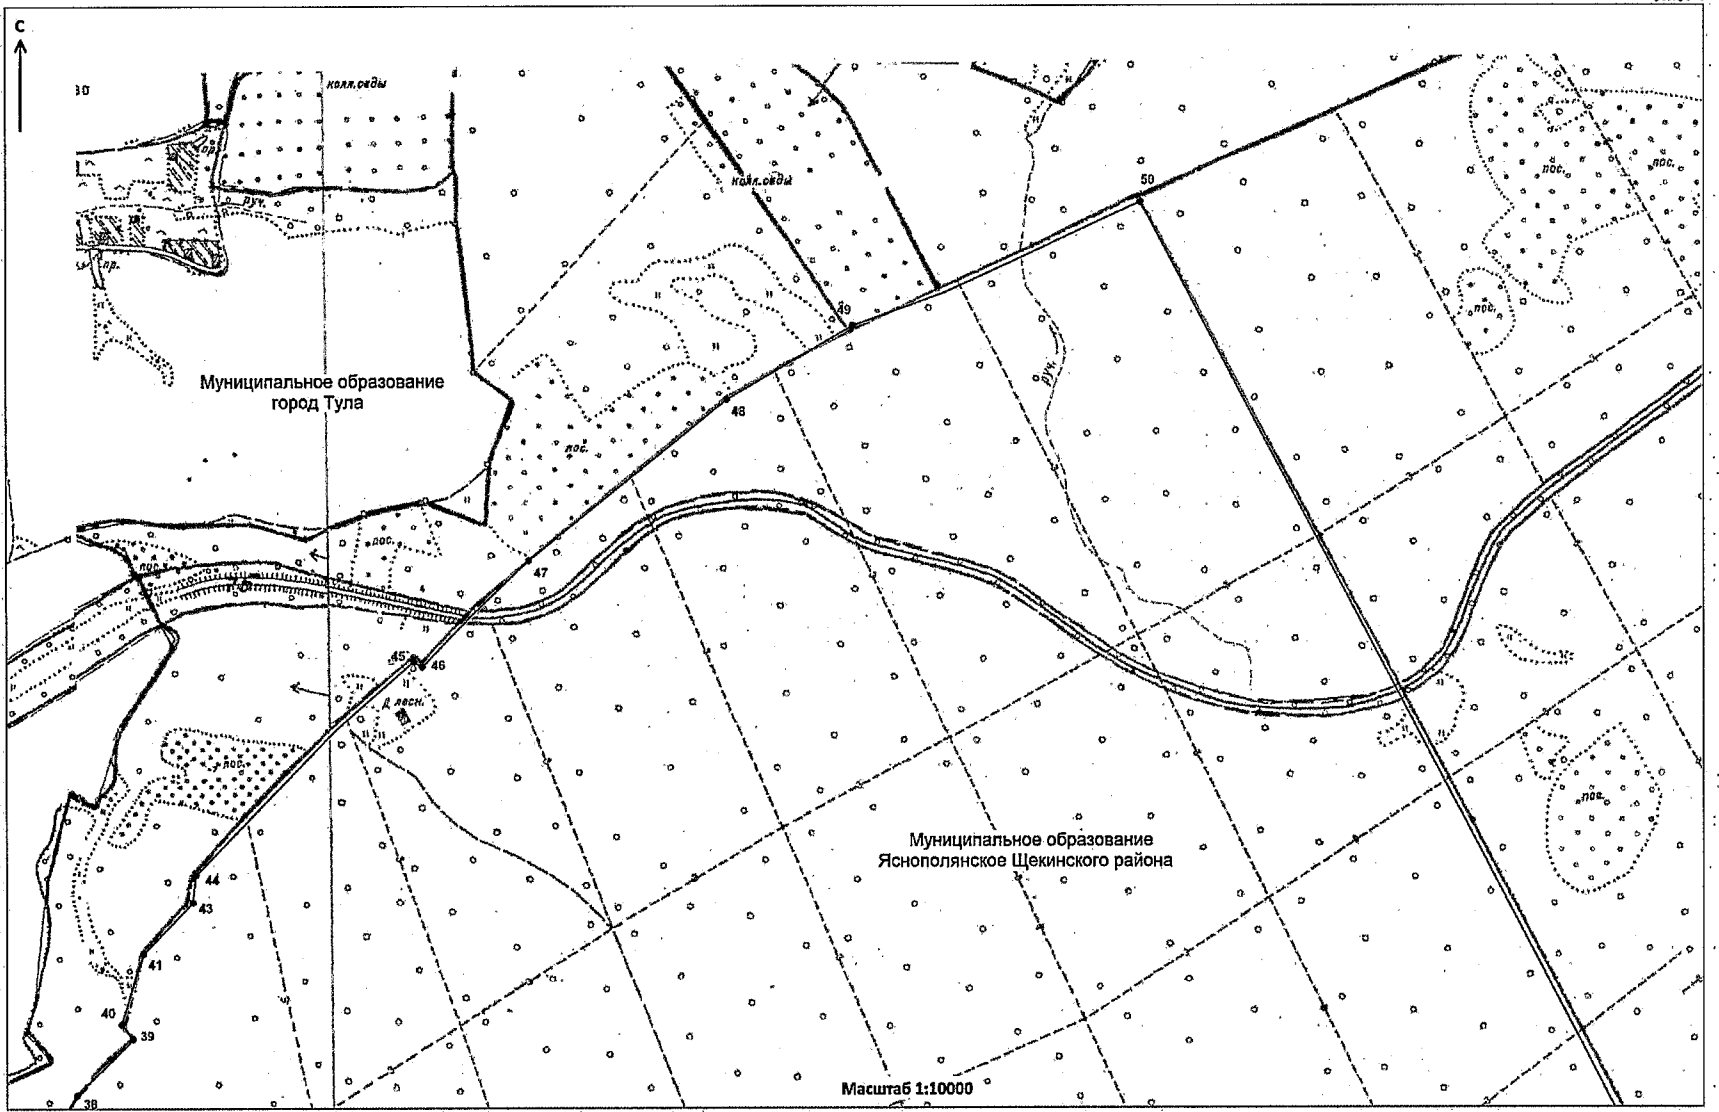 С
колл.сады
пр.
колл.сады
50
пос.
пос.
руч.
пр.
49
пос.
руч.
Муниципальное образование
город Тула
48
пос.
пос.
47
пос.
45
46
Д. лесн.
пос.
пос.
Муниципальное образование
Яснополянское Щекинского района
44
43
41
40
39
38
Масштаб 1:10000